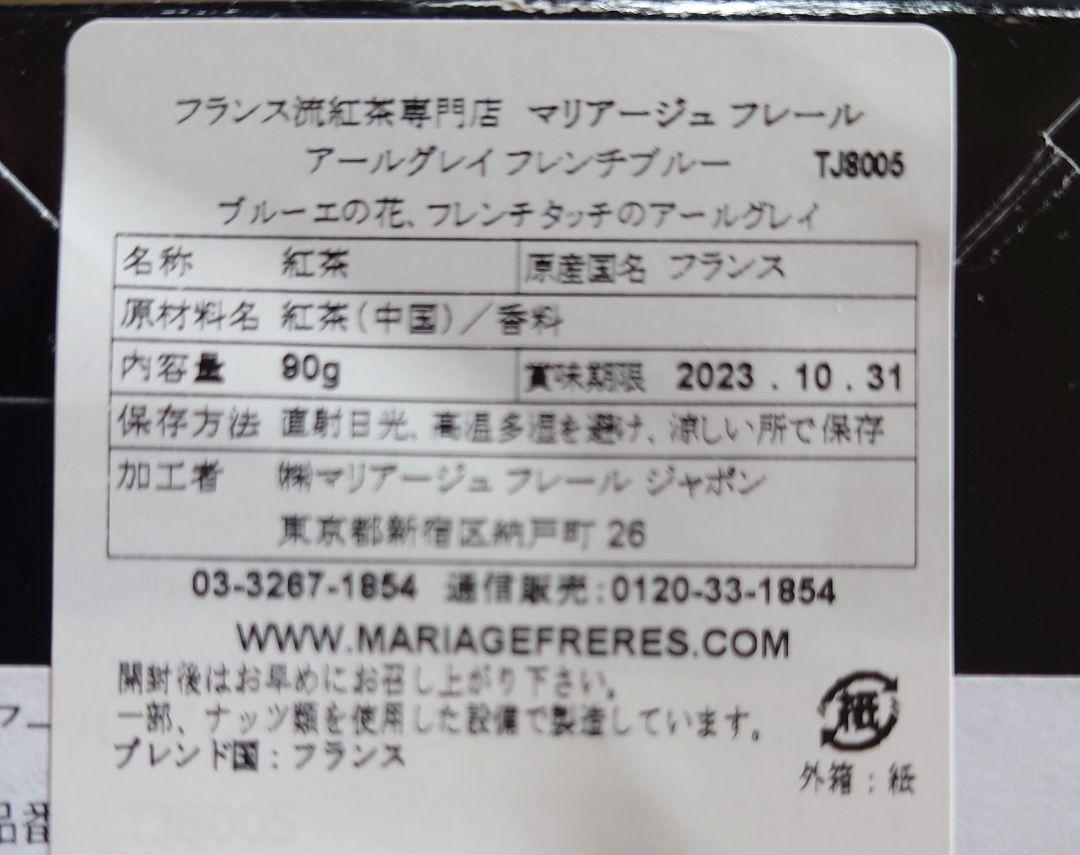 フランス流紅茶専門店 マリアージュ フレール
アールグレイ フレンチブルー TJ8005
ブルーエの花、フレンチタッチのアールグレイ
名称 紅茶 原産国名 フランス
原材料名 紅茶(中国)／香料
内容量 90g 賞味期限 2023 . 10 . 31
保存方法 直射日光、高温多湿を避け、涼しい所で保存
加工者 ㈱マリアージュ フレール ジャポン
東京都新宿区納戸町 26
03-3267-1854 通信販売:0120-33-1854
WWW.MARIAGEFRERES.COM
開封後はお早めにお召し上がり下さい。
一部、ナッツ類を使用した設備で製造しています。
ブレンド国:フランス
紙
外箱:紙
フー
品番
TJ8005